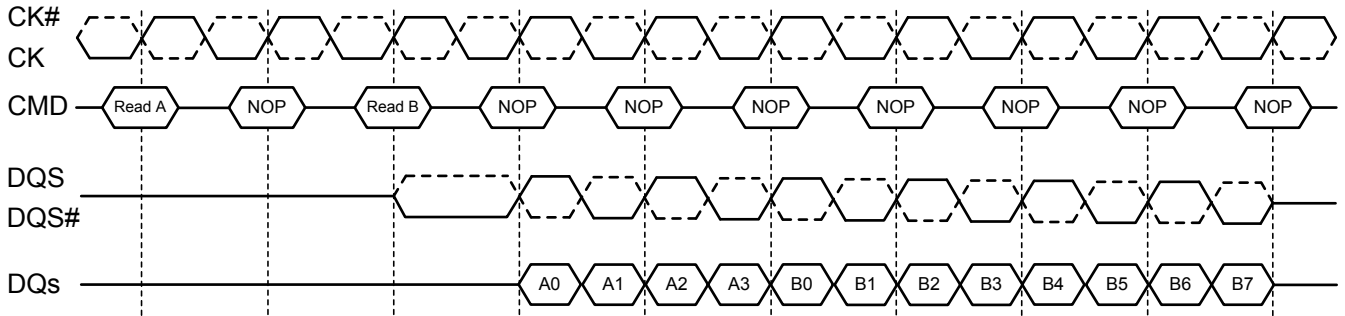 CK#
CK
CMD Read A NOP Read B NOP NOP NOP NOP NOP NOP NOP
DQS
DQS#
DQs A0 A1 A2 A3 B0 B1 B2 B3 B4 B5 B6 B7